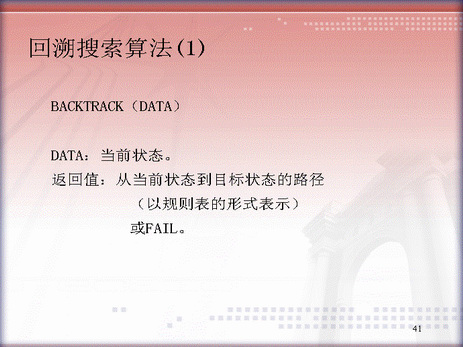 回溯搜索算法(1)
BACKTRACK（DATA）
DATA：当前状态。
返回值：从当前状态到目标状态的路径
（以规则表的形式表示）
或FAIL。
41